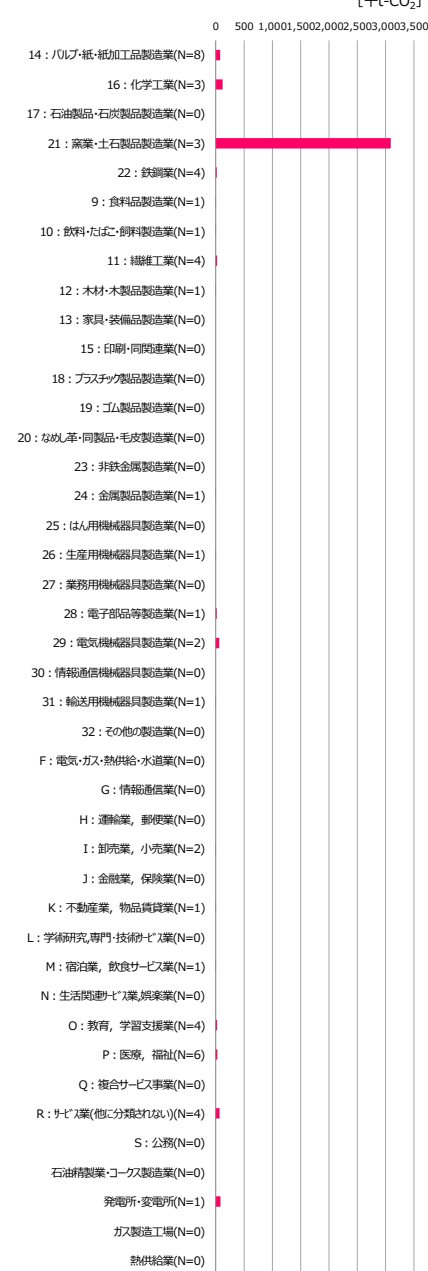 [千t-CO₂]
0 500 1,000 1,500 2,000 2,500 3,000 3,500
14：パルプ・紙・紙加工品製造業(N=8)
16：化学工業(N=3)
17：石油製品・石炭製品製造業(N=0)
21：窯業・土石製品製造業(N=3)
22：鉄鋼業(N=4)
9：食料品製造業(N=1)
10：飲料・たばこ・飼料製造業(N=1)
11：繊維工業(N=4)
12：木材・木製品製造業(N=1)
13：家具・装備品製造業(N=0)
15：印刷・同関連業(N=0)
18：プラスチック製品製造業(N=0)
19：ゴム製品製造業(N=0)
20：なめし革・同製品・毛皮製造業(N=0)
23：非鉄金属製造業(N=0)
24：金属製品製造業(N=1)
25：はん用機械器具製造業(N=0)
26：生産用機械器具製造業(N=1)
27：業務用機械器具製造業(N=0)
28：電子部品等製造業(N=1)
29：電気機械器具製造業(N=2)
30：情報通信機械器具製造業(N=0)
31：輸送用機械器具製造業(N=1)
32：その他の製造業(N=0)
F：電気・ガス・熱供給・水道業(N=0)
G：情報通信業(N=0)
H：運輸業，郵便業(N=0)
I：卸売業，小売業(N=2)
J：金融業，保険業(N=0)
K：不動産業，物品賃貸業(N=1)
L：学術研究,専門・技術ｻｰﾋﾞｽ業(N=0)
M：宿泊業，飲食サービス業(N=1)
N：生活関連ｻｰﾋﾞｽ業,娯楽業(N=0)
O：教育，学習支援業(N=4)
P：医療，福祉(N=6)
Q：複合サービス事業(N=0)
R：ｻｰﾋﾞｽ業(他に分類されない)(N=4)
S：公務(N=0)
石油精製業・コークス製造業(N=0)
発電所・変電所(N=1)
ガス製造工場(N=0)
熱供給業(N=0)